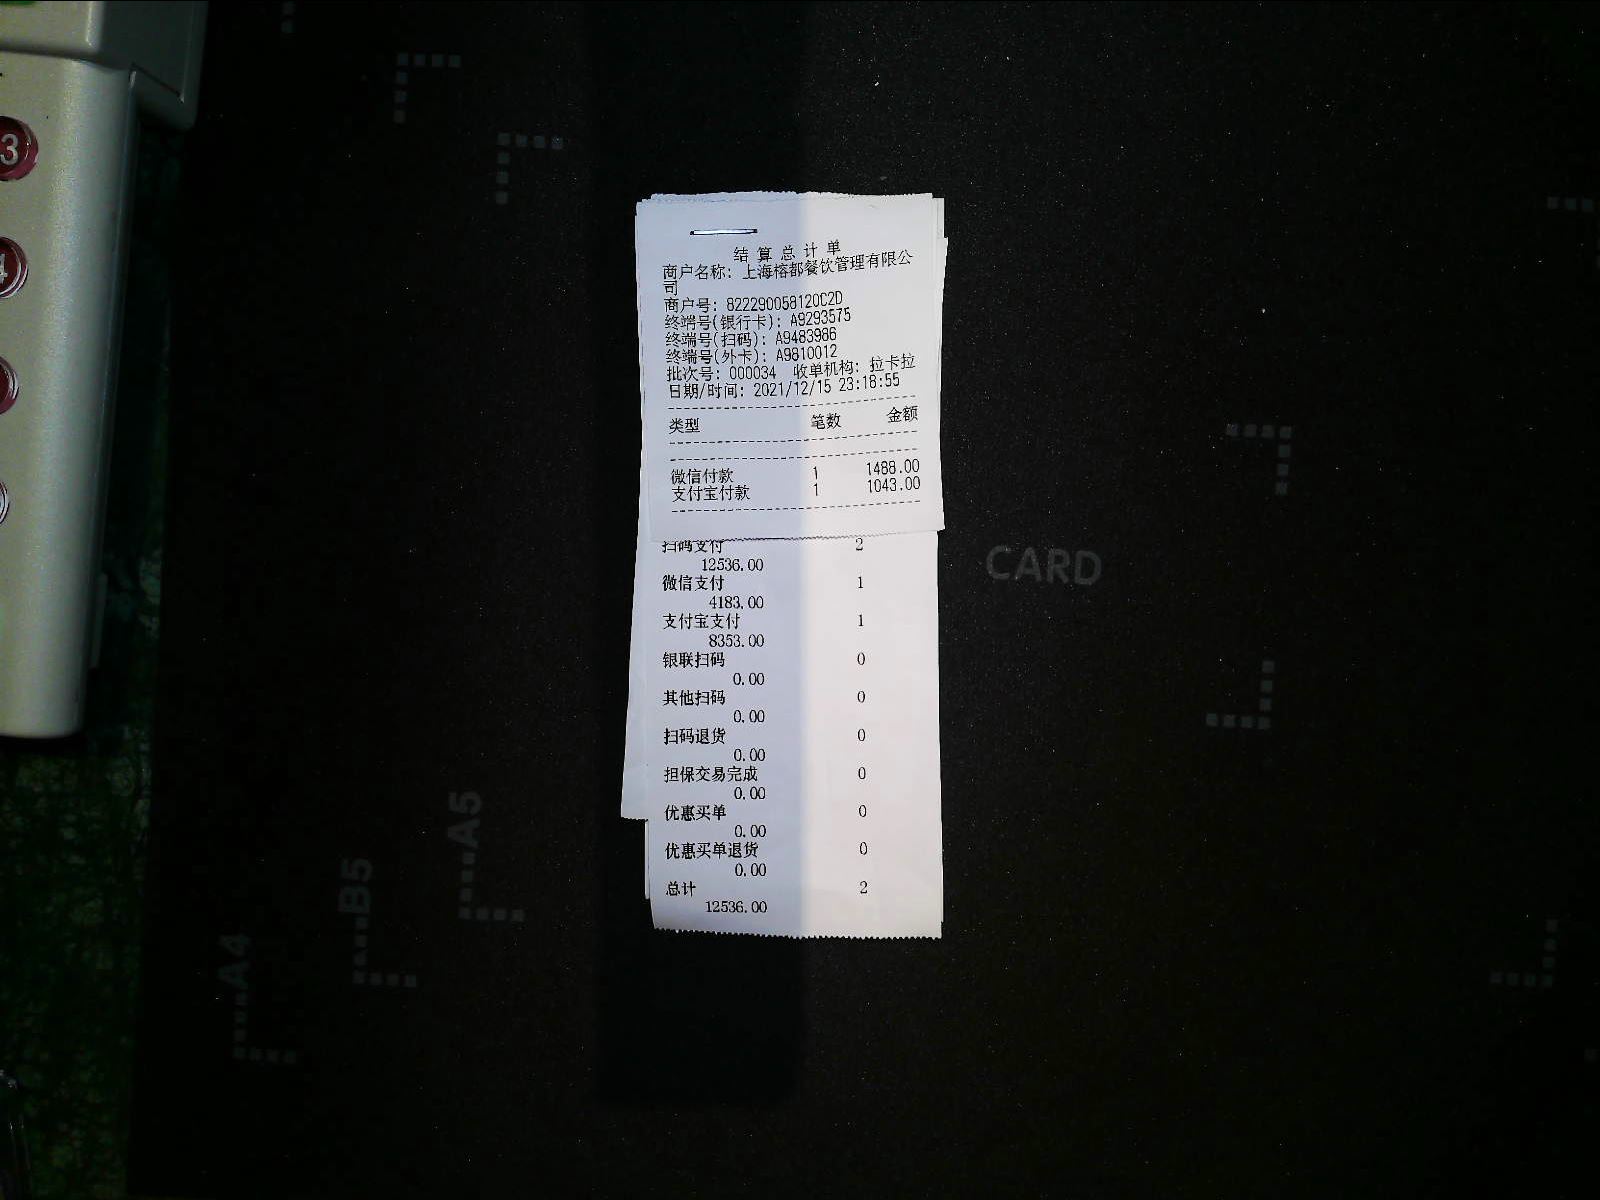 结算总计单
商户名称: 上海榕都餐饮管理有限公
司
商户号: 822290058120C2D
终端号(银行卡): A9293575
终端号(扫码): A9483986
终端号(外卡): A9810012
批次号: 000034 收单机构: 拉卡拉
日期/时间: 2021/12/15 23:18:55
类型 笔数 金额
微信付款 1 1488.00
支付宝付款 1 1043.00
扫码支付 2
12536.00
微信支付 1
4183.00
支付宝支付 1
8353.00
银联扫码 0
0.00
其他扫码 0
0.00
扫码退货 0
0.00
担保交易完成 0
0.00
优惠买单 0
0.00
优惠买单退货 0
0.00
总计 2
12536.00
CARD
A5
B5
A4
3
4